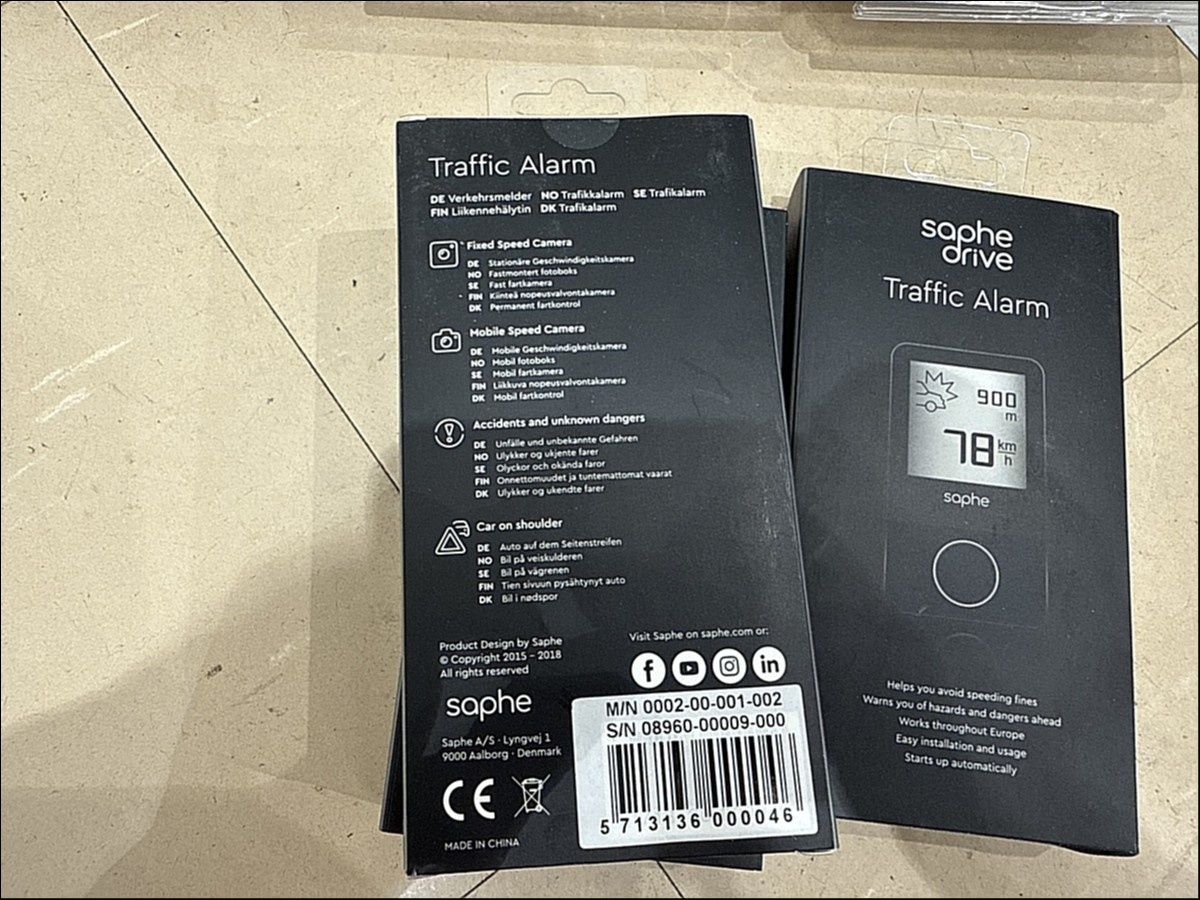 Traffic Alarm
DE Verkehrsmelder NO Trafikkalarm SE Trafikalarm
FIN Liikennehälytin DK Trafikalarm
Fixed Speed Camera
DE Stationäre Geschwindigkeitskamera
NO Fastmontert fotoboks
SE Fast fartkamera
FIN Kiinteä nopeusvalvontakamera
DK Permanent fartkontrol
Mobile Speed Camera
DE Mobile Geschwindigkeitskamera
NO Mobil fotoboks
SE Mobil fartkamera
FIN Liikkuva nopeusvalvontakamera
DK Mobil fartkontrol
Accidents and unknown dangers
DE Unfälle und unbekannte Gefahren
NO Ulykker og ukjente farer
SE Olyckor och okända faror
FIN Onnettomuudet ja tuntemattomat vaarat
DK Ulykker og ukendte farer
Car on shoulder
DE Auto auf dem Seitenstreifen
NO Bil på veiskulderen
SE Bil på vägrenen
FIN Tien sivuun pysähtynyt auto
DK Bil i nødspor
Product Design by Saphe
© Copyright 2015 – 2018
All rights reserved
saphe
Saphe A/S · Lyngvej 1
9000 Aalborg · Denmark
CE
MADE IN CHINA
Visit Saphe on saphe.com or:
f in
M/N 0002-00-001-002
S/N 08960-00009-000
5 713136 000046
saphe
drive
Traffic Alarm
900
m
78 km
h
saphe
Helps you avoid speeding fines
Warns you of hazards and dangers ahead
Works throughout Europe
Easy installation and usage
Starts up automatically